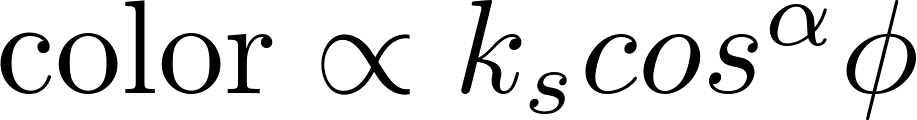 color ∝ k_s cos^α ϕ